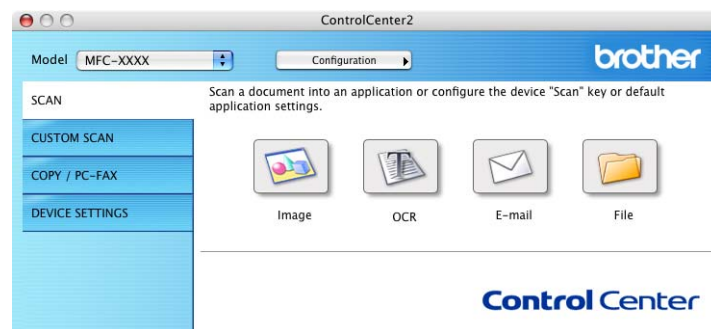 ControlCenter2
Model MFC-XXXX Configuration brother
SCAN
Scan a document into an application or configure the device "Scan" key or default
application settings.
CUSTOM SCAN
COPY / PC-FAX
DEVICE SETTINGS
Image OCR E-mail File
Control Center